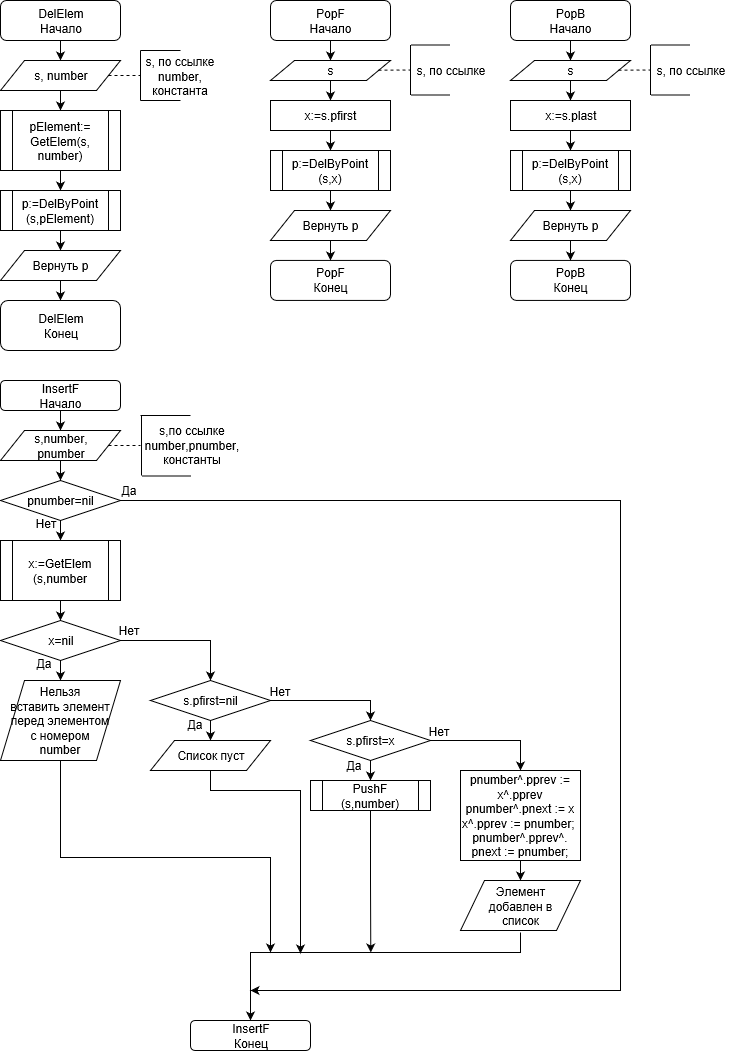 DelElem
Начало
s, number
s, по ссылке
number,
константа
pElement:=
GetElem(s,
number)
p:=DelByPoint
(s,pElement)
Вернуть p
DelElem
Конец
PopF
Начало
s
s, по ссылке
x:=s.pfirst
p:=DelByPoint
(s,x)
Вернуть p
PopF
Конец
PopB
Начало
s
s, по ссылке
x:=s.plast
p:=DelByPoint
(s,x)
Вернуть p
PopB
Конец
InsertF
Начало
s,number,
pnumber
s,по ссылке
number,pnumber,
константы
pnumber=nil
Да
Нет
x:=GetElem
(s,number
x=nil
Нет
Да
Нельзя
вставить элемент
перед элементом
с номером
number
s.pfirst=nil
Нет
Да
Список пуст
s.pfirst=x
Нет
Да
PushF
(s,number)
pnumber^.pprev :=
x^.pprev
pnumber^.pnext := x
x^.pprev := pnumber;
pnumber^.pprev^.
pnext := pnumber;
Элемент
добавлен в
список
InsertF
Конец